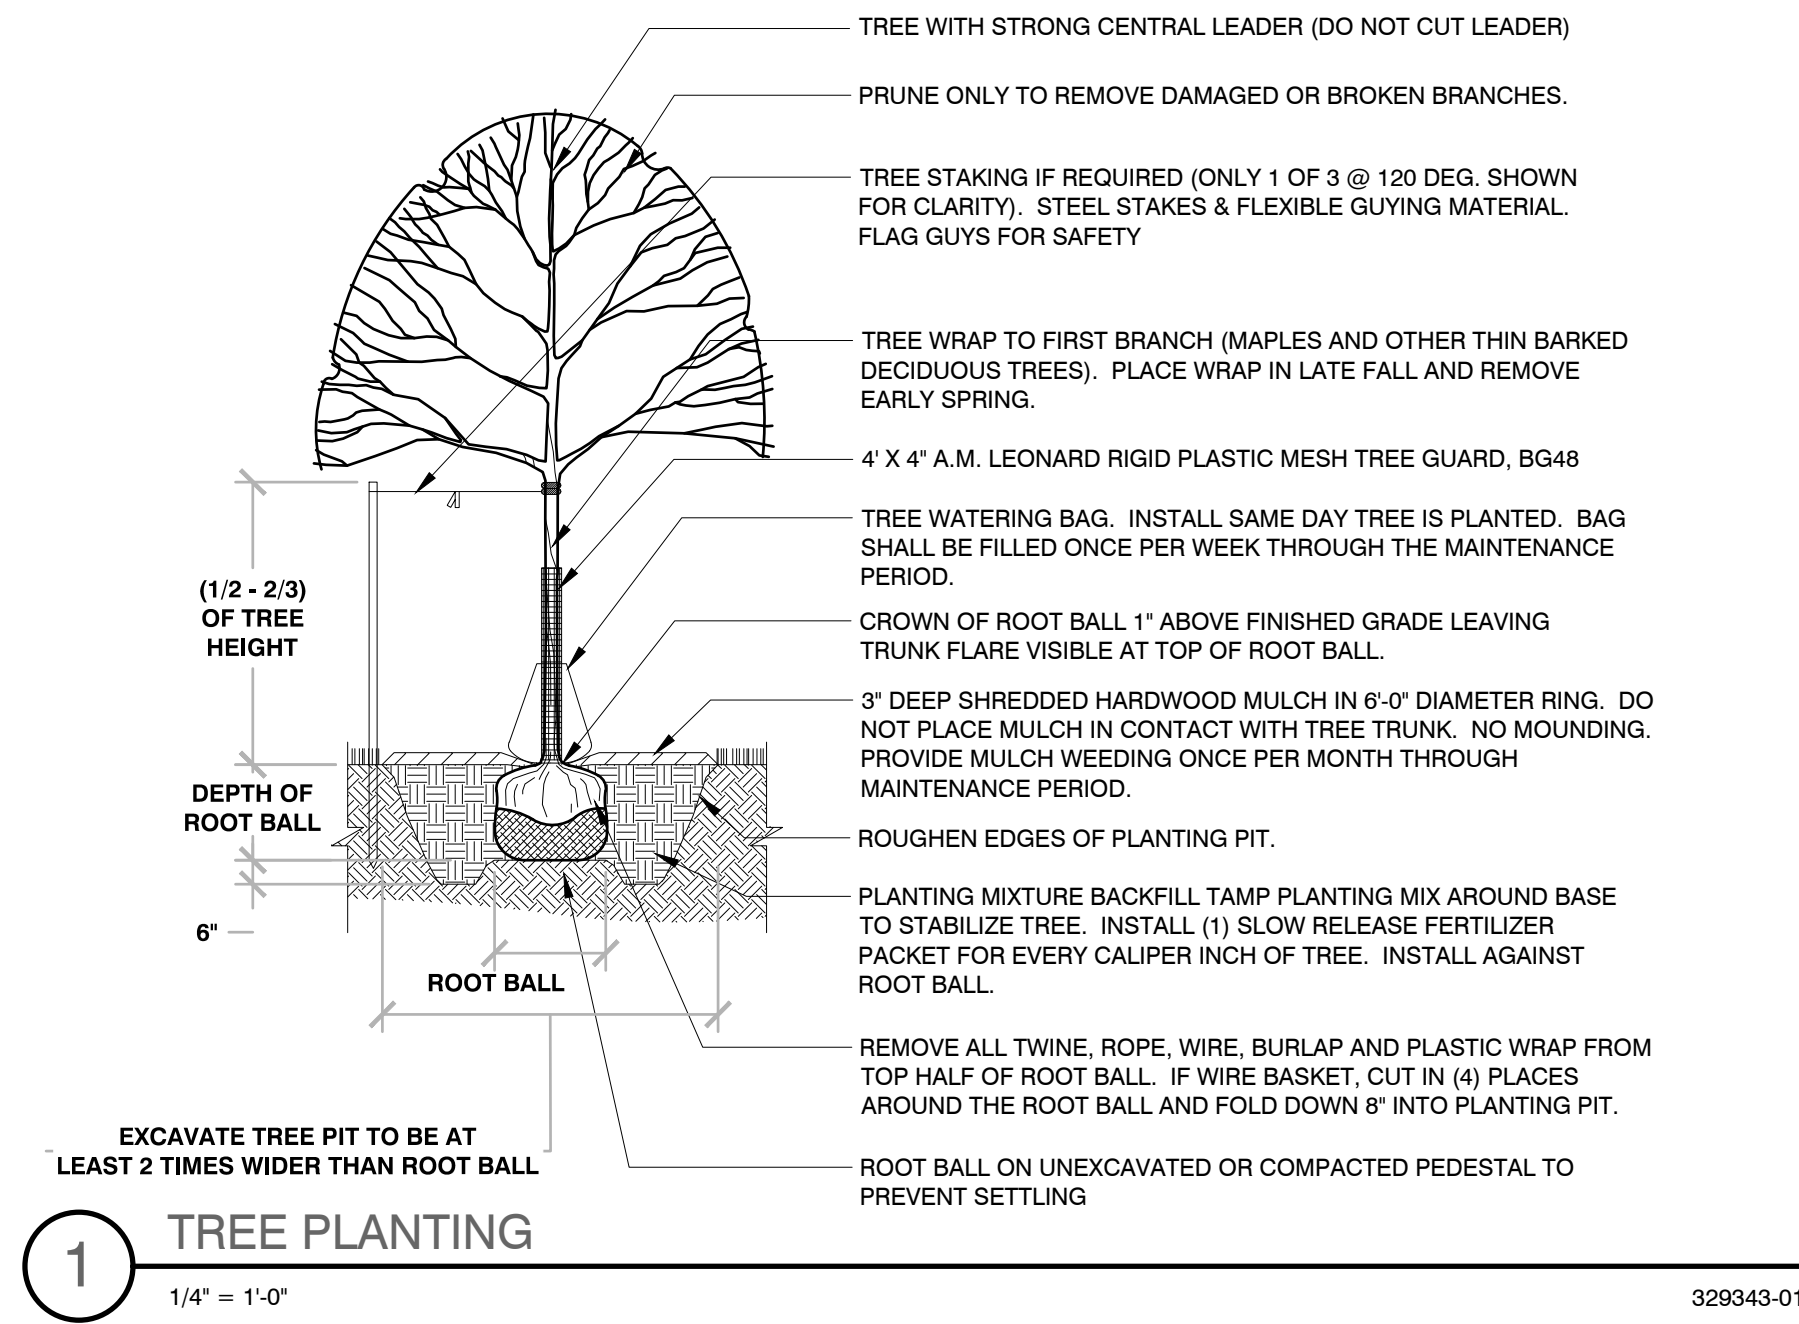 TREE WITH STRONG CENTRAL LEADER (DO NOT CUT LEADER)
PRUNE ONLY TO REMOVE DAMAGED OR BROKEN BRANCHES.
TREE STAKING IF REQUIRED (ONLY 1 OF 3 @ 120 DEG. SHOWN
FOR CLARITY). STEEL STAKES & FLEXIBLE GUYING MATERIAL.
FLAG GUYS FOR SAFETY
TREE WRAP TO FIRST BRANCH (MAPLES AND OTHER THIN BARKED
DECIDUOUS TREES). PLACE WRAP IN LATE FALL AND REMOVE
EARLY SPRING.
4' X 4" A.M. LEONARD RIGID PLASTIC MESH TREE GUARD, BG48
TREE WATERING BAG. INSTALL SAME DAY TREE IS PLANTED. BAG
SHALL BE FILLED ONCE PER WEEK THROUGH THE MAINTENANCE
PERIOD.
CROWN OF ROOT BALL 1" ABOVE FINISHED GRADE LEAVING
TRUNK FLARE VISIBLE AT TOP OF ROOT BALL.
3" DEEP SHREDDED HARDWOOD MULCH IN 6'-0" DIAMETER RING. DO
NOT PLACE MULCH IN CONTACT WITH TREE TRUNK. NO MOUNDING.
PROVIDE MULCH WEEDING ONCE PER MONTH THROUGH
MAINTENANCE PERIOD.
ROUGHEN EDGES OF PLANTING PIT.
PLANTING MIXTURE BACKFILL TAMP PLANTING MIX AROUND BASE
TO STABILIZE TREE. INSTALL (1) SLOW RELEASE FERTILIZER
PACKET FOR EVERY CALIPER INCH OF TREE. INSTALL AGAINST
ROOT BALL.
REMOVE ALL TWINE, ROPE, WIRE, BURLAP AND PLASTIC WRAP FROM
TOP HALF OF ROOT BALL. IF WIRE BASKET, CUT IN (4) PLACES
AROUND THE ROOT BALL AND FOLD DOWN 8" INTO PLANTING PIT.
ROOT BALL ON UNEXCAVATED OR COMPACTED PEDESTAL TO
PREVENT SETTLING
(1/2 - 2/3)
OF TREE
HEIGHT
DEPTH OF
ROOT BALL
6"
ROOT BALL
EXCAVATE TREE PIT TO BE AT
LEAST 2 TIMES WIDER THAN ROOT BALL
1
TREE PLANTING
1/4" = 1'-0"
329343-01